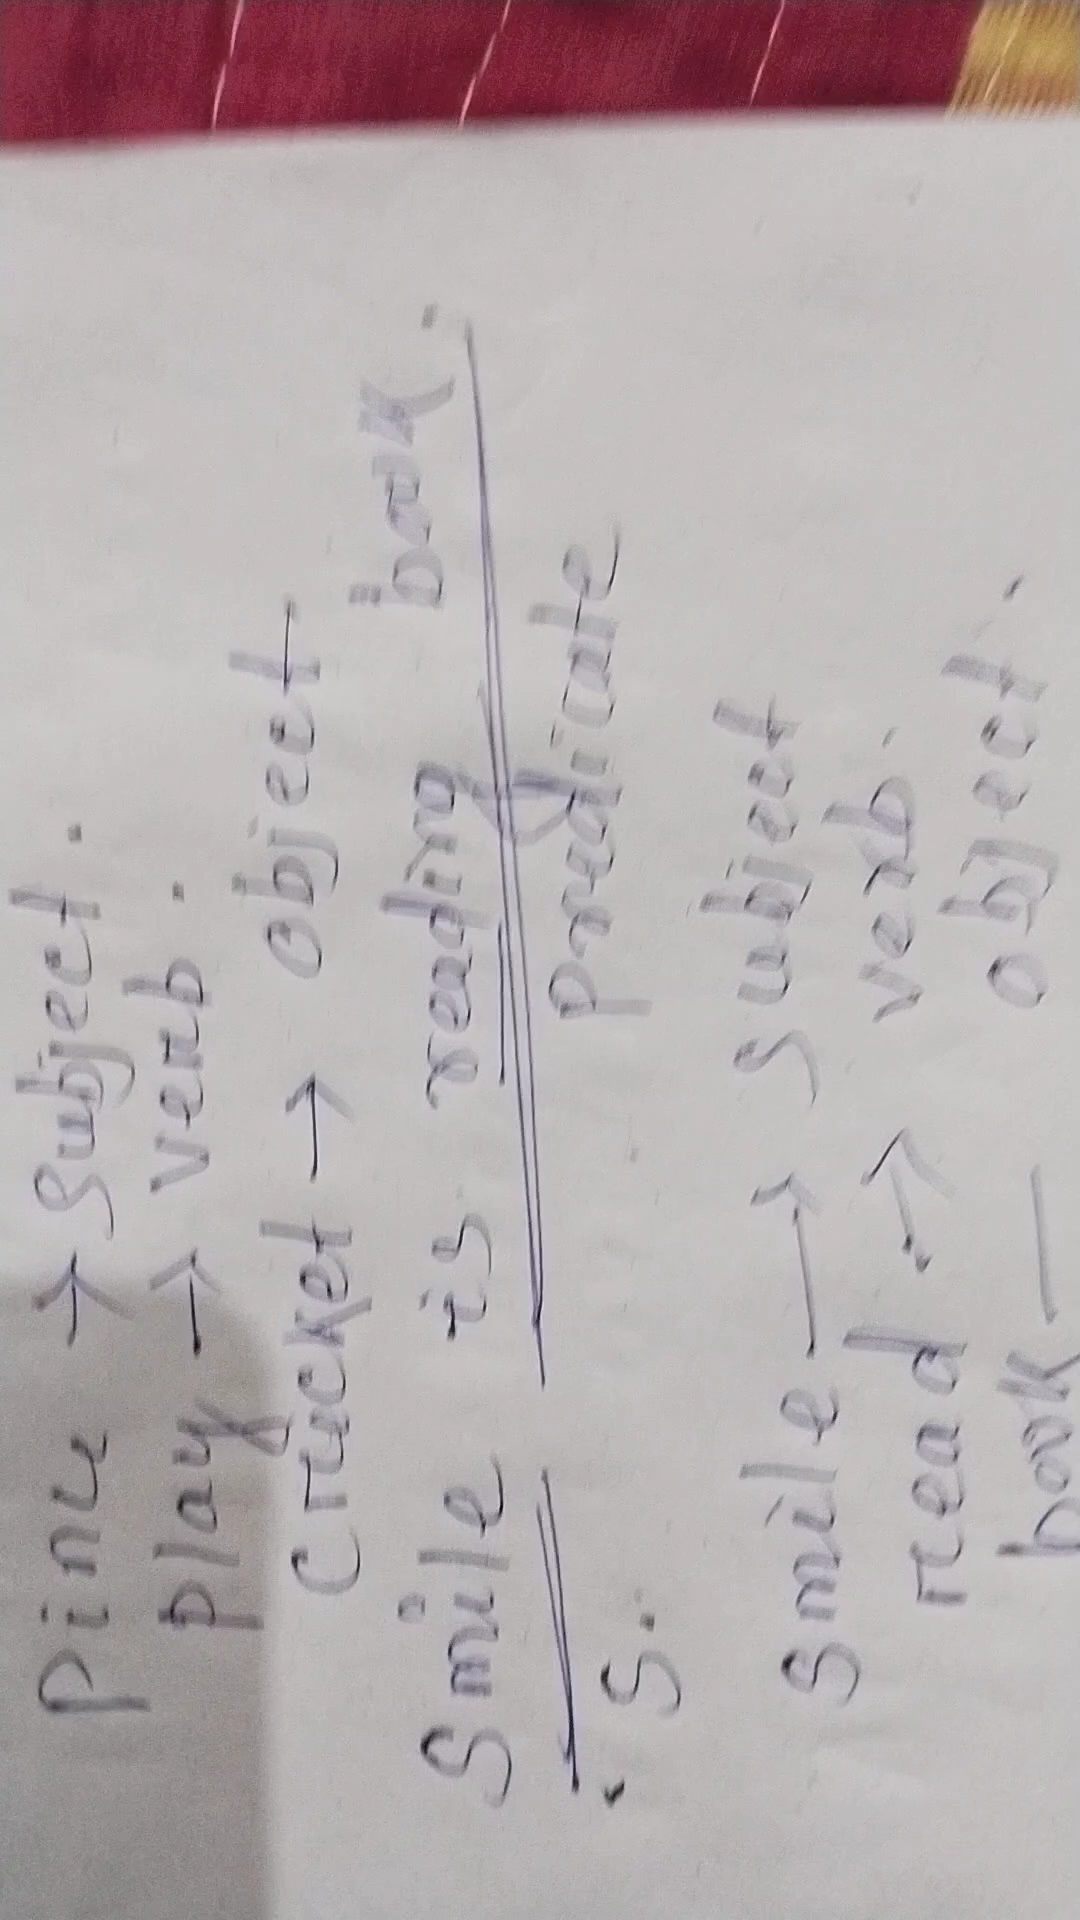 Pinu → Subject.
play → verb.
Cricket → object
Smile is reading book.
S. Predicate
Smile → Subject
read → verb.
book — object.